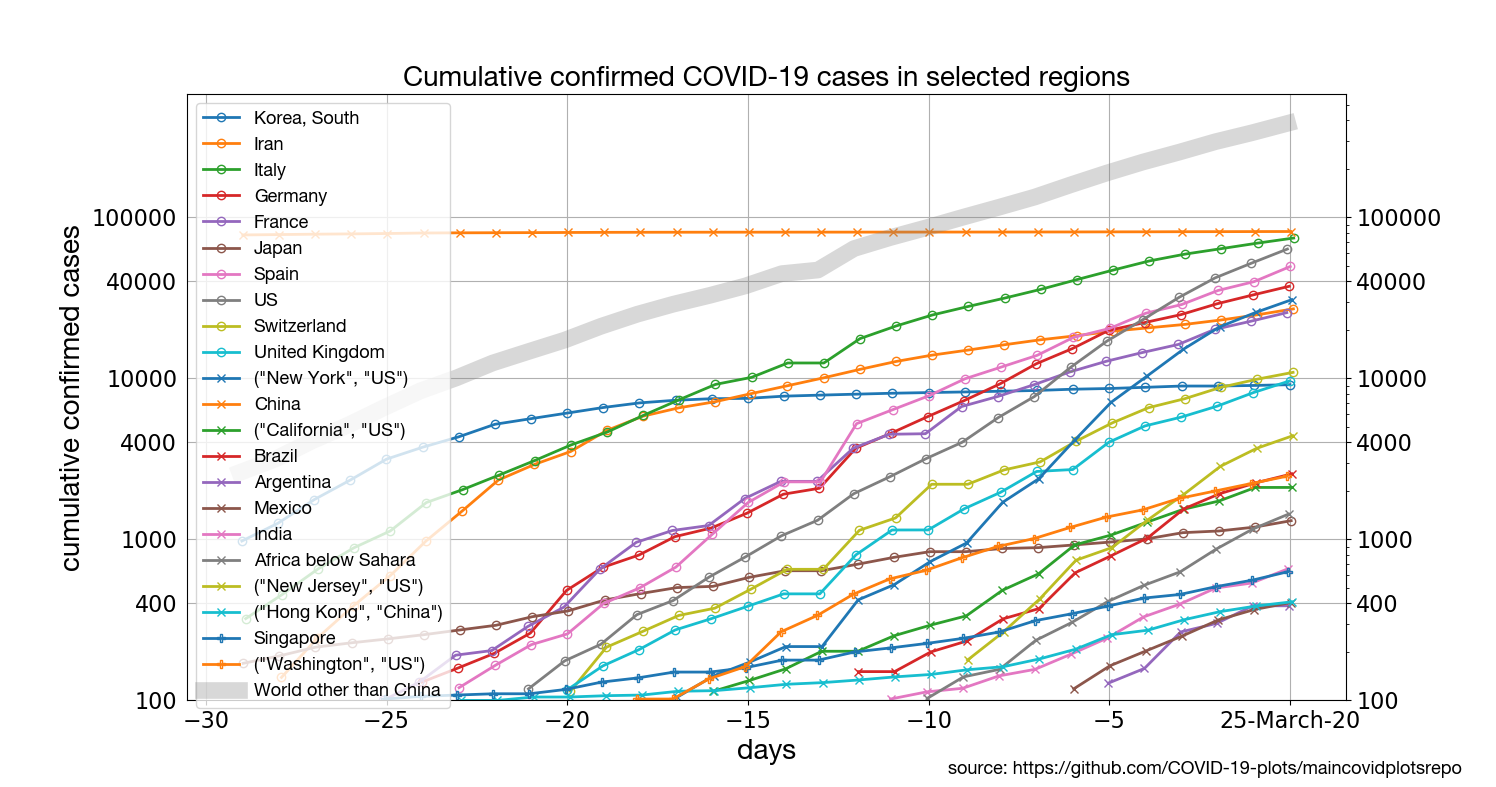 Cumulative confirmed COVID-19 cases in selected regions
cumulative confirmed cases
100000
40000
10000
4000
1000
400
100
Korea, South
Iran
Italy
Germany
France
Japan
Spain
US
Switzerland
United Kingdom
("New York", "US")
China
("California", "US")
Brazil
Argentina
Mexico
India
Africa below Sahara
("New Jersey", "US")
("Hong Kong", "China")
Singapore
("Washington", "US")
World other than China
100000
40000
10000
4000
1000
400
100
−30 −25 −20 −15 −10 −5 25-March-20
days
source: https://github.com/COVID-19-plots/maincovidplotsrepo